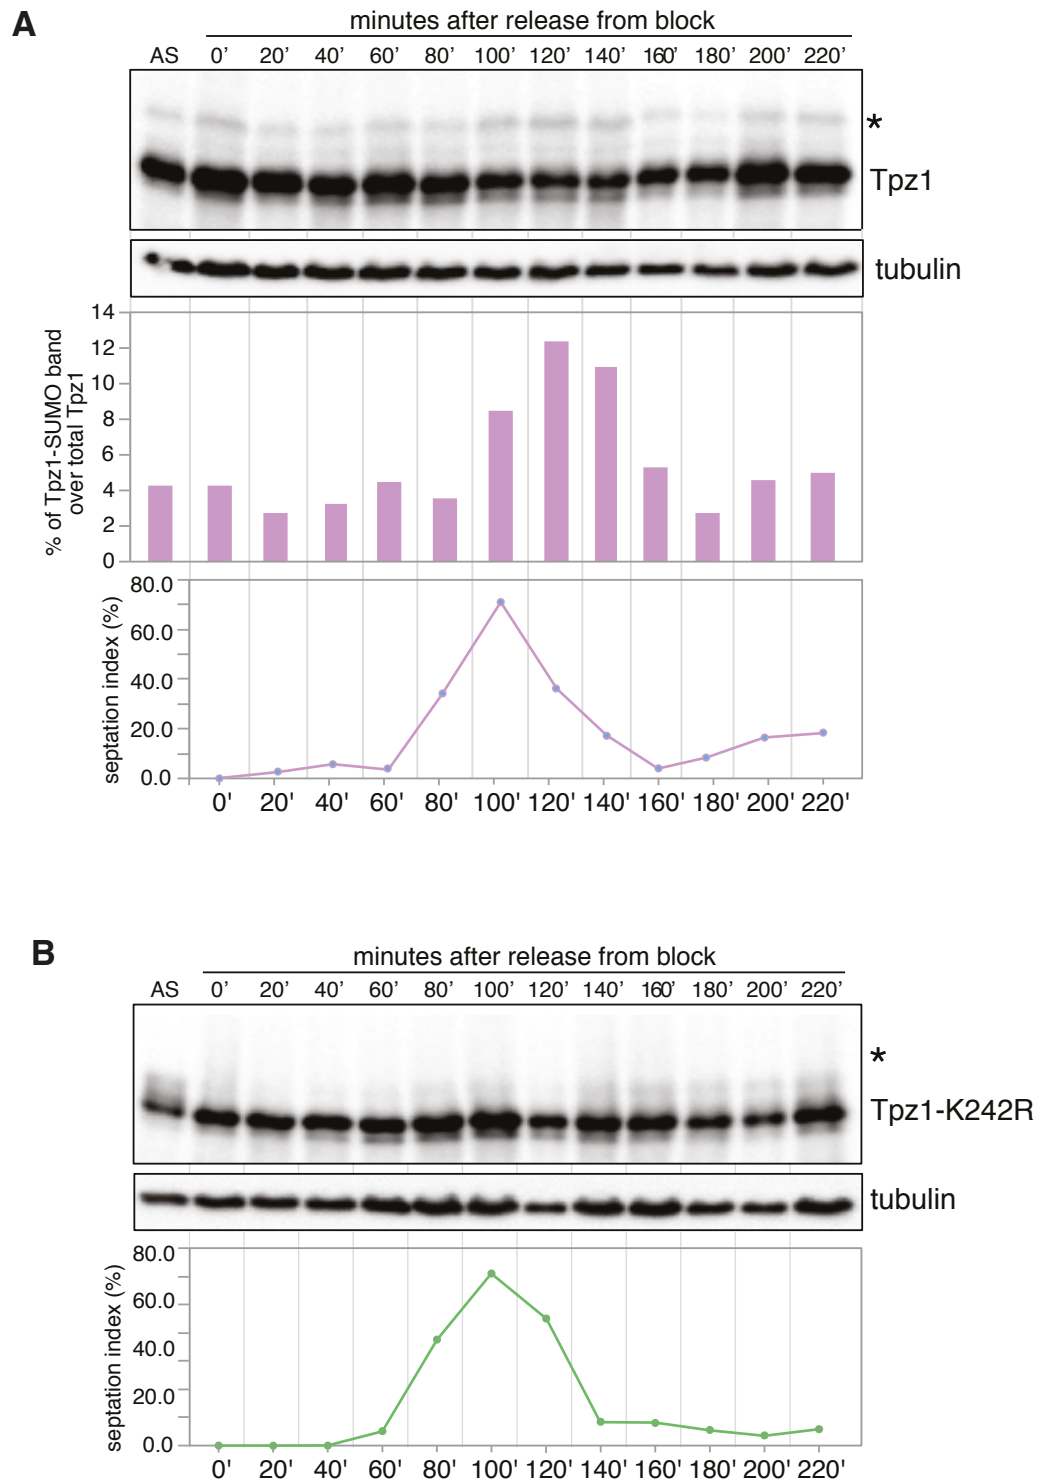 A
minutes after release from block
AS 0’ 20’ 40’ 60’ 80’ 100’ 120’ 140’ 160’ 180’ 200’ 220’
*
Tpz1
tubulin
% of Tpz1-SUMO band
over total Tpz1
14
12
10
8
6
4
2
0
septation index (%)
80.0
60.0
40.0
20.0
0.0
0' 20' 40' 60' 80' 100' 120' 140' 160' 180' 200' 220'
B
minutes after release from block
AS 0’ 20’ 40’ 60’ 80’ 100’ 120’ 140’ 160’ 180’ 200’ 220’
*
Tpz1-K242R
tubulin
septation index (%)
80.0
60.0
40.0
20.0
0.0
0' 20' 40' 60' 80' 100' 120' 140' 160' 180' 200' 220'